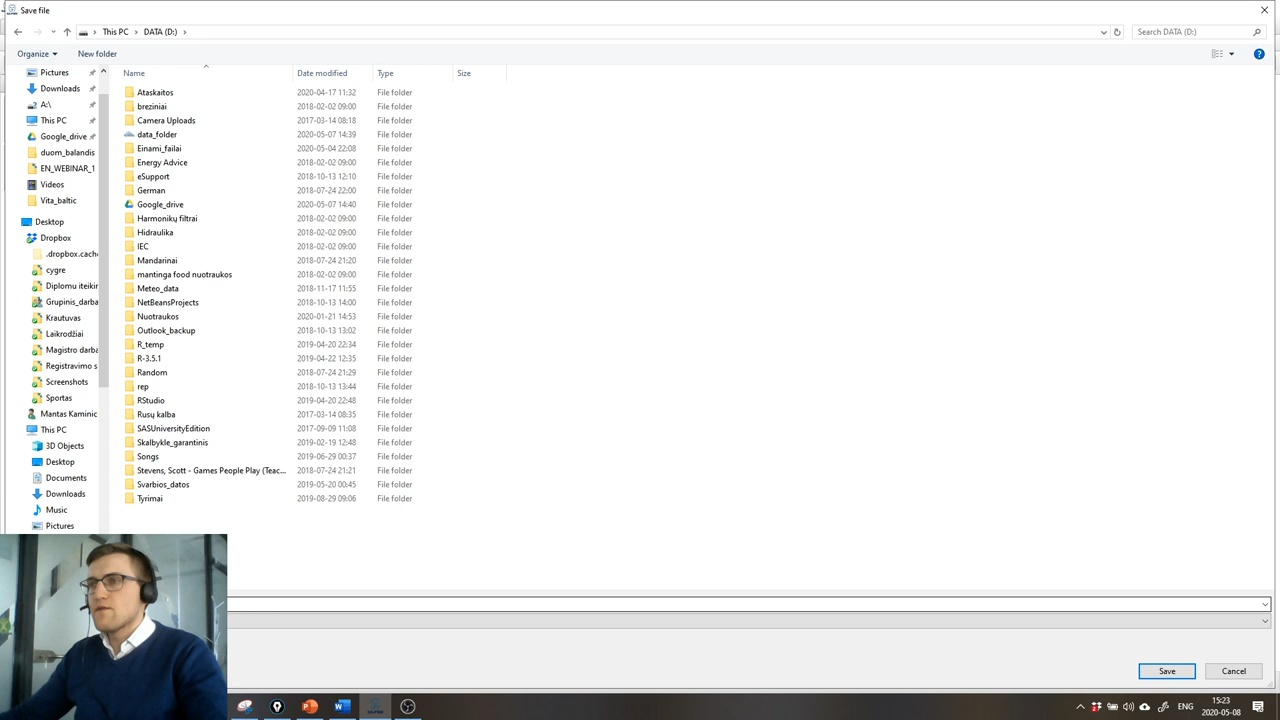 Save file
This PC > DATA (D:) >
Search DATA (D:)
Organize
New folder
Name
Date modified
Type
Size
Pictures
Downloads
A:\
This PC
Google_drive
duom_balandis
EN_WEBINAR_1
Videos
Vita_baltic
Desktop
Dropbox
.dropbox.cache
cygre
Diplomu iteikin
Grupinis_darba
Krautuvas
Laikrodžiai
Magistro darba
Registravimo s
Screenshots
Sportas
Mantas Kaminic
This PC
3D Objects
Desktop
Documents
Downloads
Music
Pictures
Ataskaitos 2020-04-17 11:32 File folder
breziniai 2018-02-02 09:00 File folder
Camera Uploads 2017-03-14 08:18 File folder
data_folder 2020-05-07 14:39 File folder
Einami_failai 2020-05-04 22:08 File folder
Energy Advice 2018-02-02 09:00 File folder
eSupport 2018-10-13 12:10 File folder
German 2018-07-24 22:00 File folder
Google_drive 2020-05-07 14:40 File folder
Harmonikų filtrai 2018-02-02 09:00 File folder
Hidraulika 2018-02-02 09:00 File folder
IEC 2018-02-02 09:00 File folder
Mandarinai 2018-07-24 21:20 File folder
mantinga food nuotraukos 2018-02-02 09:00 File folder
Meteo_data 2018-11-17 11:55 File folder
NetBeansProjects 2018-10-13 14:00 File folder
Nuotraukos 2020-01-21 14:53 File folder
Outlook_backup 2018-10-13 13:02 File folder
R_temp 2019-04-20 22:34 File folder
R-3.5.1 2019-04-22 12:35 File folder
Random 2018-07-24 21:29 File folder
rep 2018-10-13 13:44 File folder
RStudio 2019-04-20 22:48 File folder
Rusų kalba 2017-03-14 08:35 File folder
SASUniversityEdition 2017-09-09 11:08 File folder
Skalbykle_garantinis 2019-02-19 12:48 File folder
Songs 2019-06-29 00:37 File folder
Stevens, Scott - Games People Play (Teac... 2018-07-24 21:21 File folder
Svarbios_datos 2019-05-20 00:45 File folder
Tyrimai 2019-08-29 09:06 File folder
Save
Cancel
ENG
15:23
2020-05-08